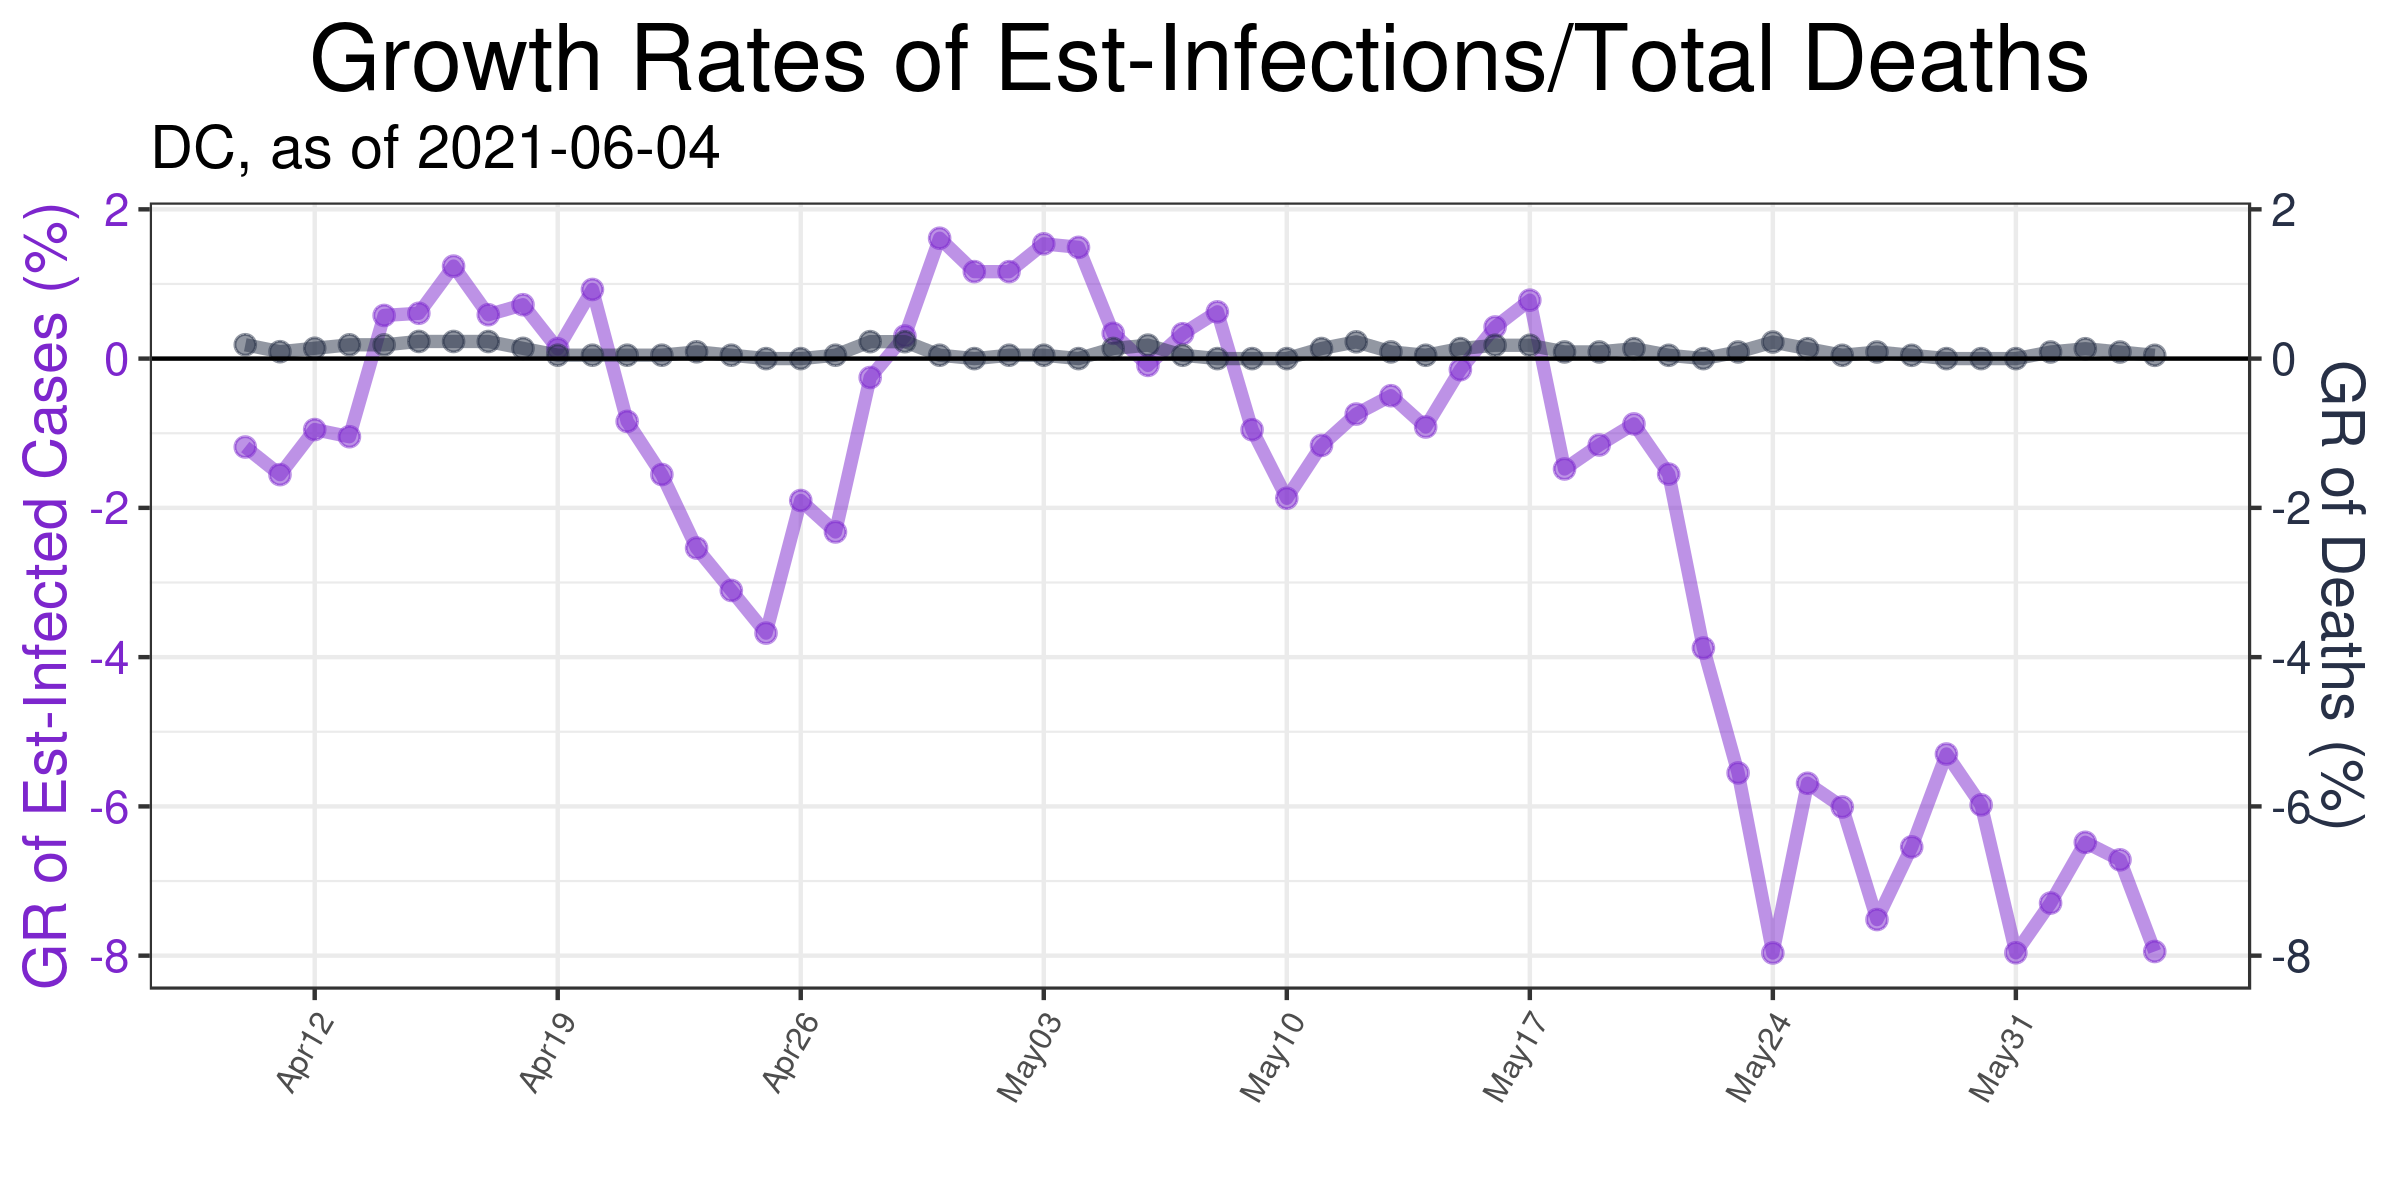 Growth Rates of Est-Infections/Total Deaths
DC, as of 2021-06-04
GR of Est-Infected Cases (%)
2
0
-2
-4
-6
-8
2
0
-2
-4
-6
-8
GR of Deaths (%)
Apr12
Apr19
Apr26
May03
May10
May17
May24
May31